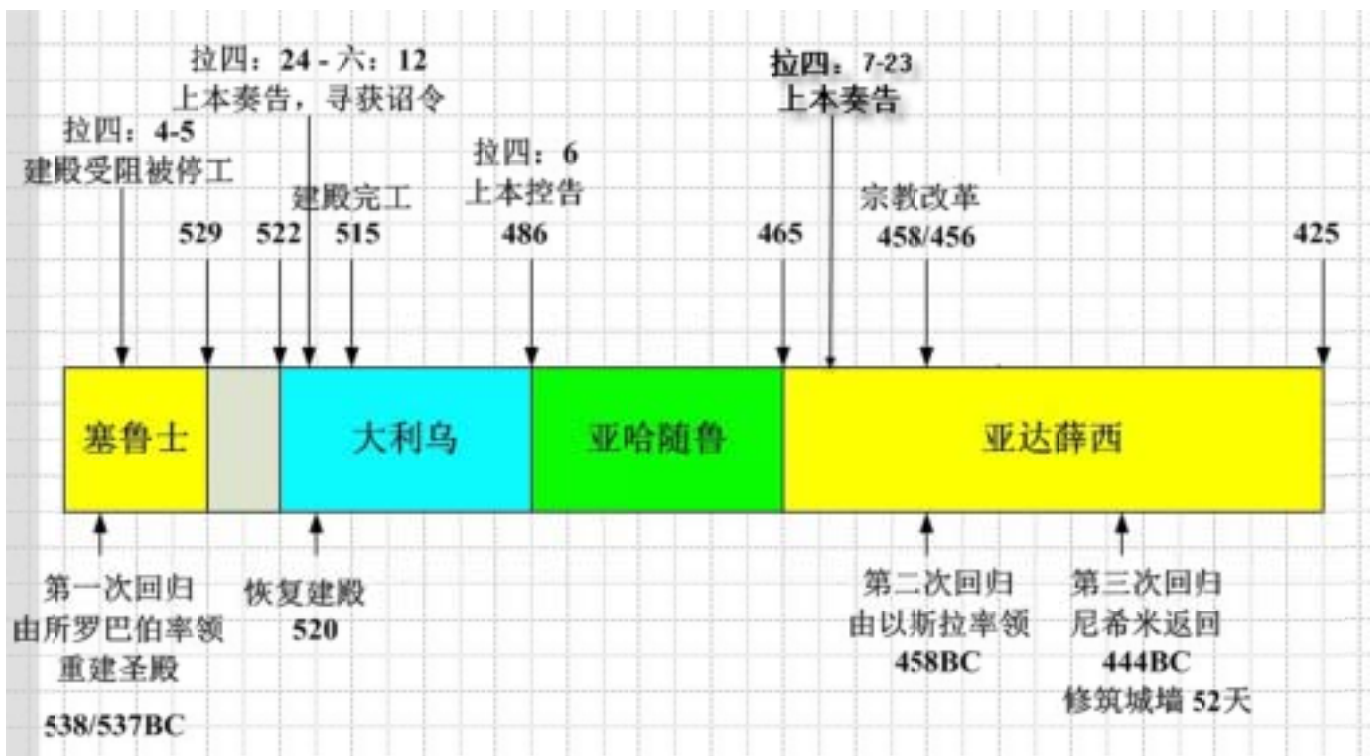 拉四：24 - 六：12
上本奏告，寻获诏令
拉四：7-23
上本奏告
拉四：4-5
建殿受阻被停工
拉四：6
上本控告
建殿完工
宗教改革
529
522
515
486
465
458/456
425
塞鲁士
大利乌
亚哈随鲁
亚达薛西
第一次回归
由所罗巴伯率领
重建圣殿
538/537BC
恢复建殿
520
第二次回归
由以斯拉率领
458BC
第三次回归
尼希米返回
444BC
修筑城墙 52天